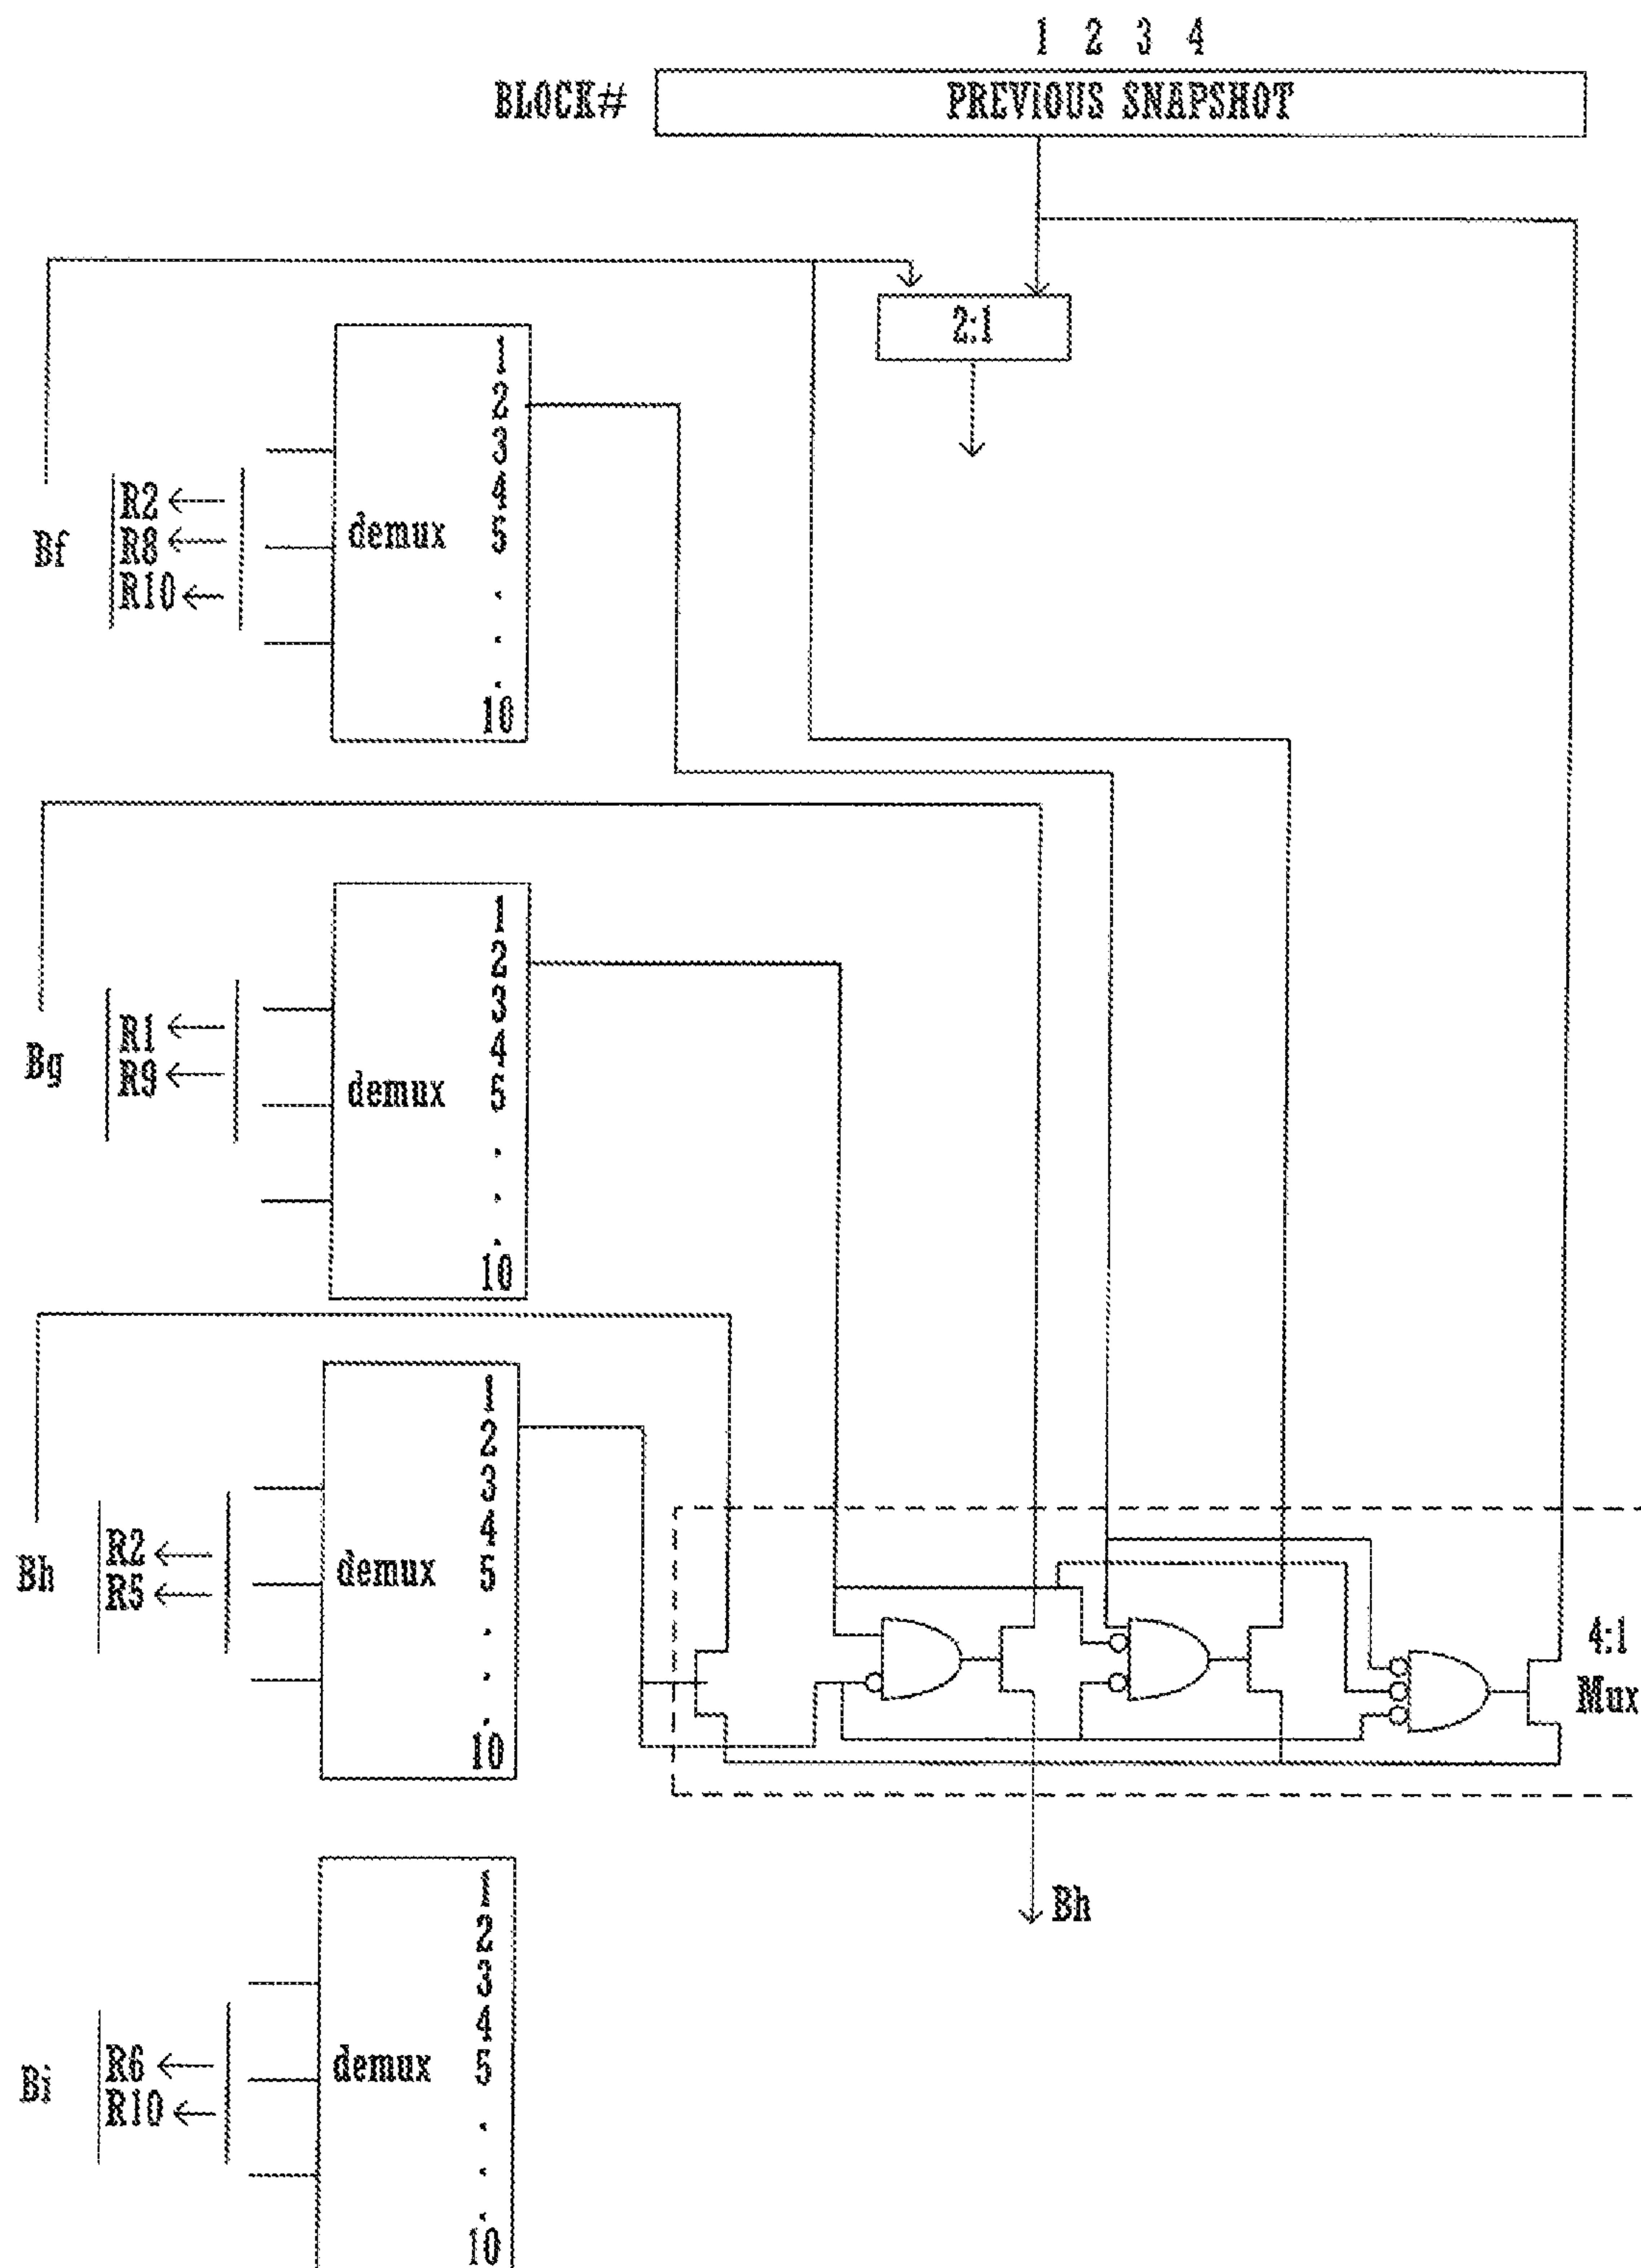 1 2 3 4
BLOCK# PREViOUS SNAPSHOT
2:1
Bf
R2
R8
R10
demux
1
2
3
4
5
.
.
.
10
Bg
R1
R9
demux
1
2
3
4
5
.
.
.
10
Bh
R2
R5
demux
1
2
3
4
5
.
.
.
10
4:1
Mux
Bh
Bi
R6
R10
demux
1
2
3
4
5
.
.
.
10